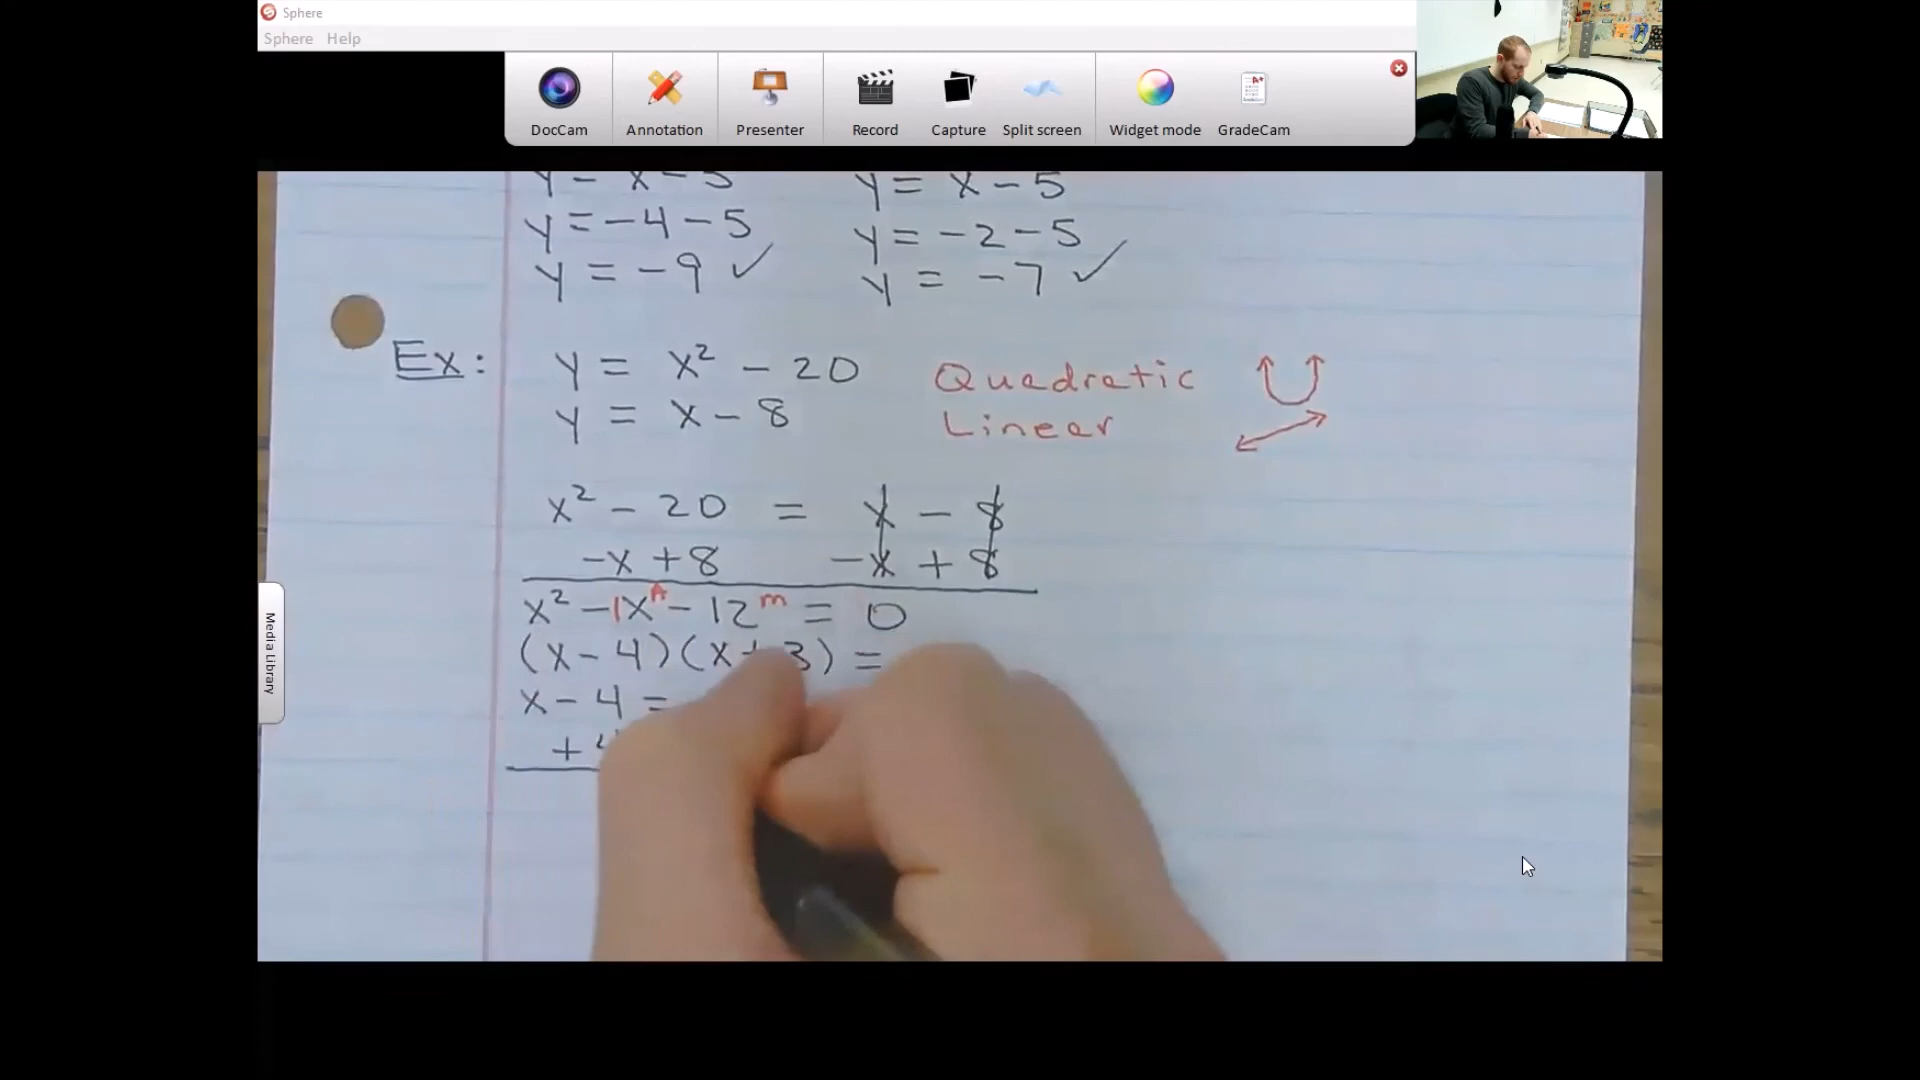 Sphere
Sphere Help
DocCam Annotation Presenter Record Capture Split screen Widget mode GradeCam
y = x - 5 y = x - 5
y = -4 - 5 y = -2 - 5
y = -9 ✓ y = -7 ✓
Ex: y = x² - 20 Quadratic
y = x - 8 Linear
x² - 20 = x - 8
-x + 8 -x + 8
x² - 1x ᴬ - 12 ᵐ = 0
(x - 4)(x + 3) =
x - 4 =
+ 4
Media Library